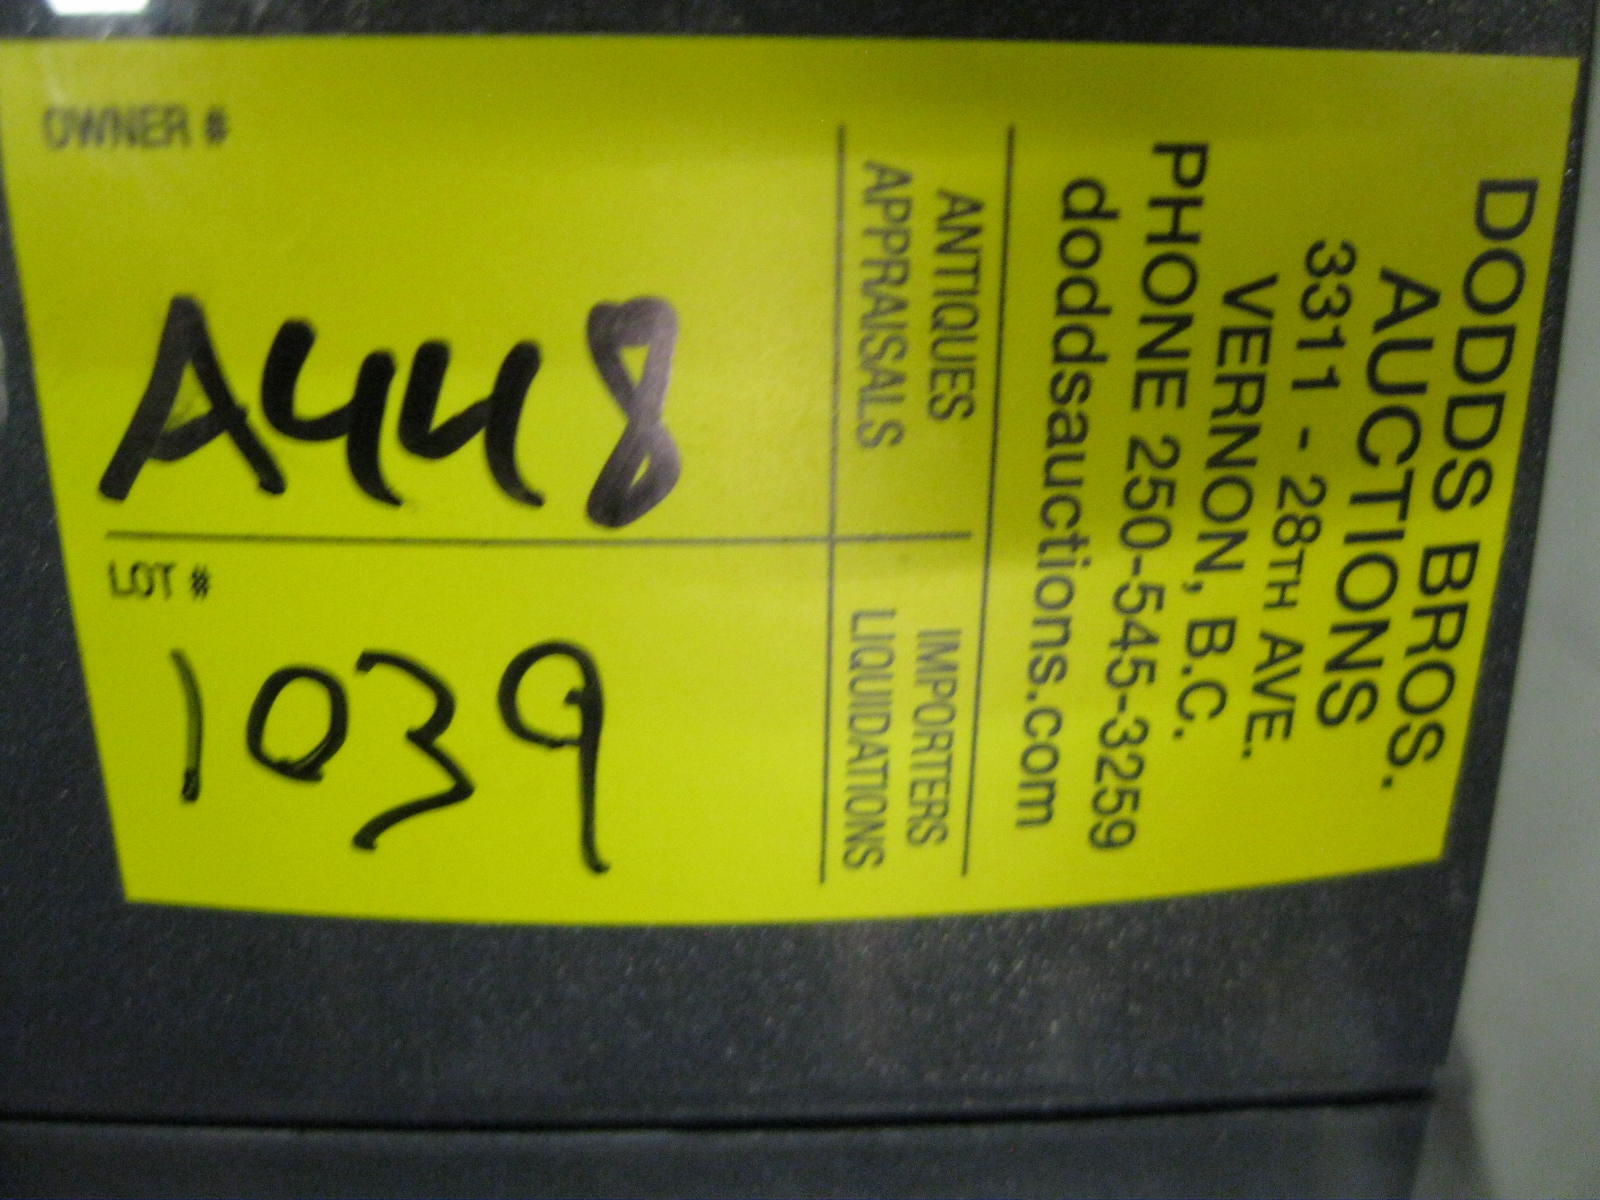 DODDS BROS.
AUCTIONS
3311 - 28TH AVE.
VERNON, B.C.
PHONE 250-545-3259
doddsauctions.com
ANTIQUES
APPRAISALS
IMPORTERS
LIQUIDATIONS
OWNER #
A448
LOT #
1039